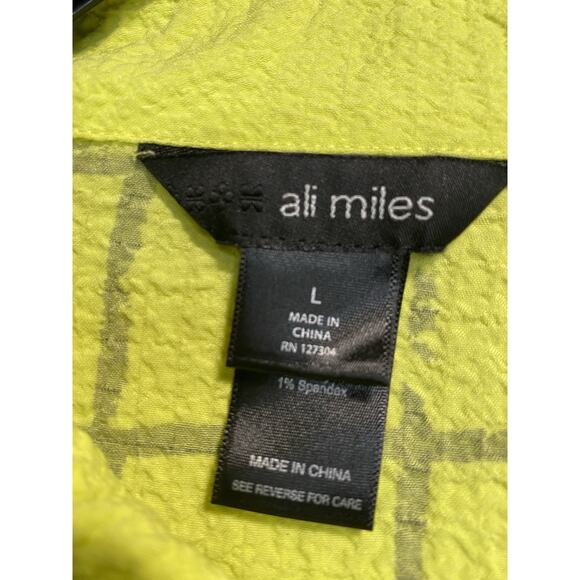 ali miles
L
MADE IN
CHINA
RN 127304
1% Spandex
MADE IN CHINA
SEE REVERSE FOR CARE